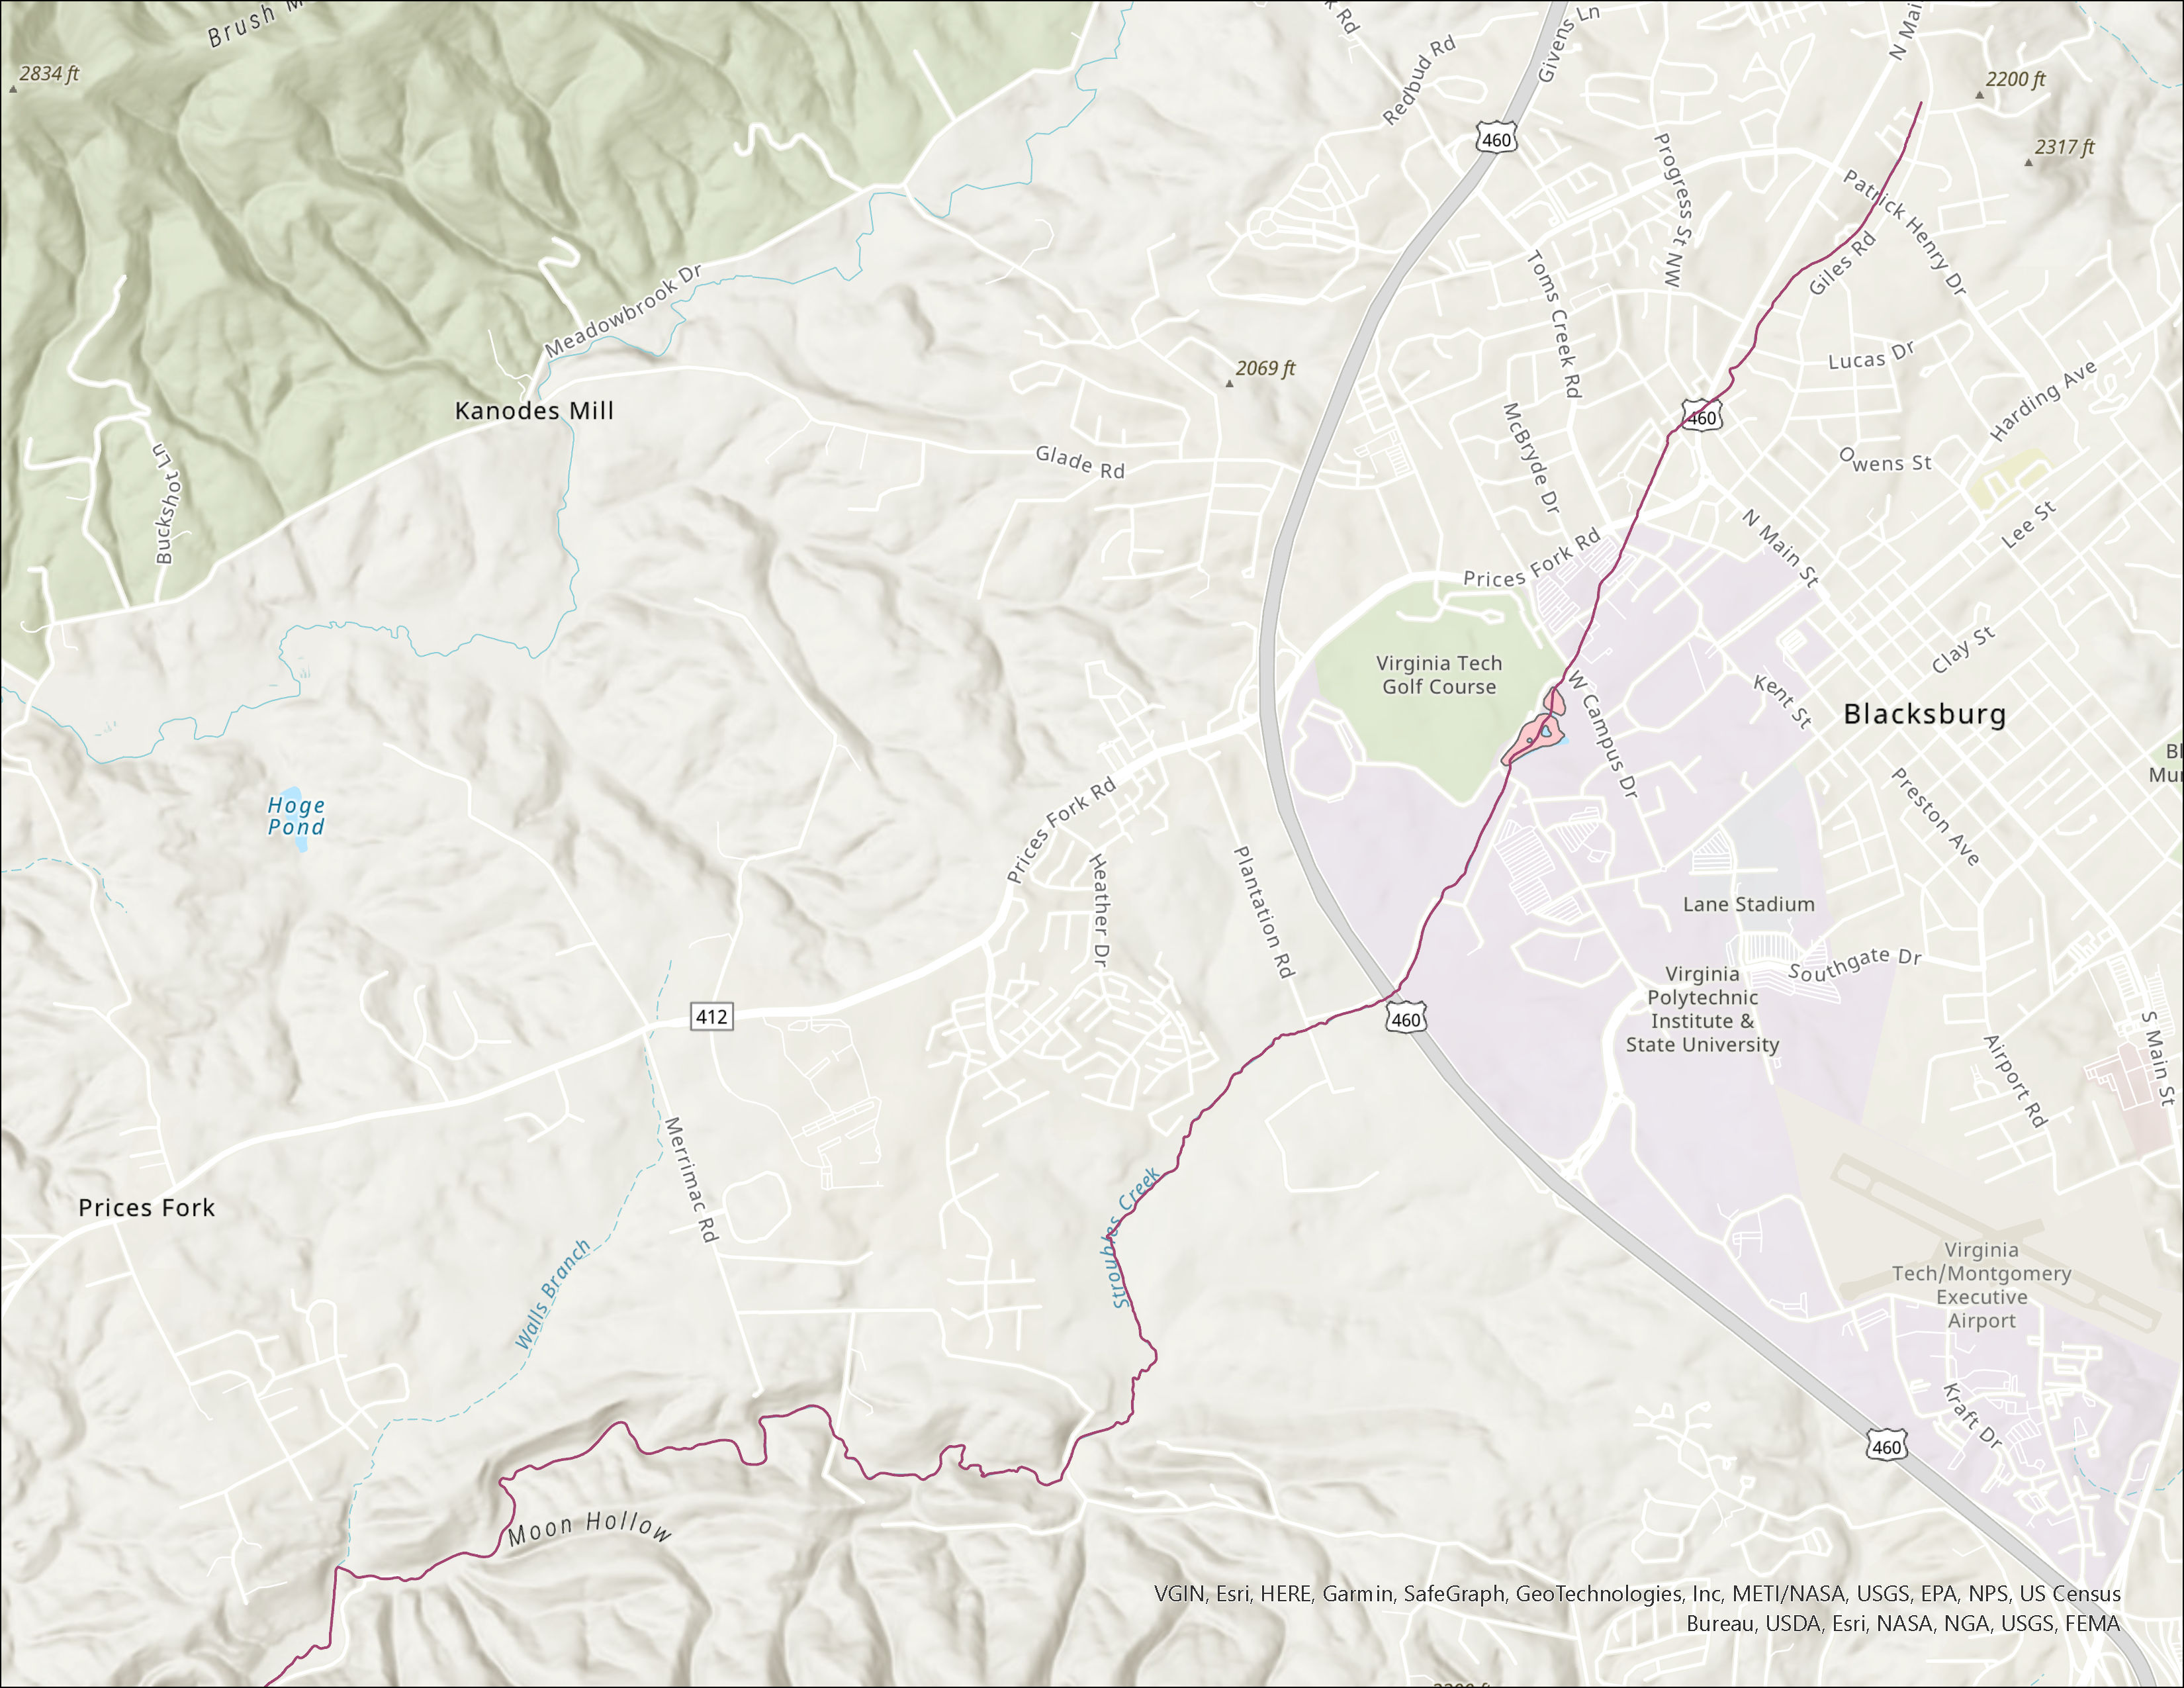 Brush M
2834 ft
k Rd
Givens Ln
N Mai
Redbud Rd
2200 ft
460
2317 ft
Progress St NW
Patrick Henry Dr
Giles Rd
Toms Creek Rd
Meadowbrook Dr
2069 ft
Lucas Dr
Kanodes Mill
460
Harding Ave
McBryde Dr
Glade Rd
Owens St
Buckshot Ln
Lee St
N Main St
Prices Fork Rd
Virginia Tech
Golf Course
Clay St
W Campus Dr
Kent St
Blacksburg
Bl
Mu
Hoge
Pond
Prices Fork Rd
Preston Ave
Heather Dr
Plantation Rd
Lane Stadium
Southgate Dr
Virginia
Polytechnic
Institute &
State University
412
460
S Main St
Airport Rd
Merrimac Rd
Prices Fork
Stroubles Creek
Walls Branch
Virginia
Tech/Montgomery
Executive
Airport
Kraft Dr
460
Moon Hollow
VGIN, Esri, HERE, Garmin, SafeGraph, GeoTechnologies, Inc, METI/NASA, USGS, EPA, NPS, US Census
Bureau, USDA, Esri, NASA, NGA, USGS, FEMA